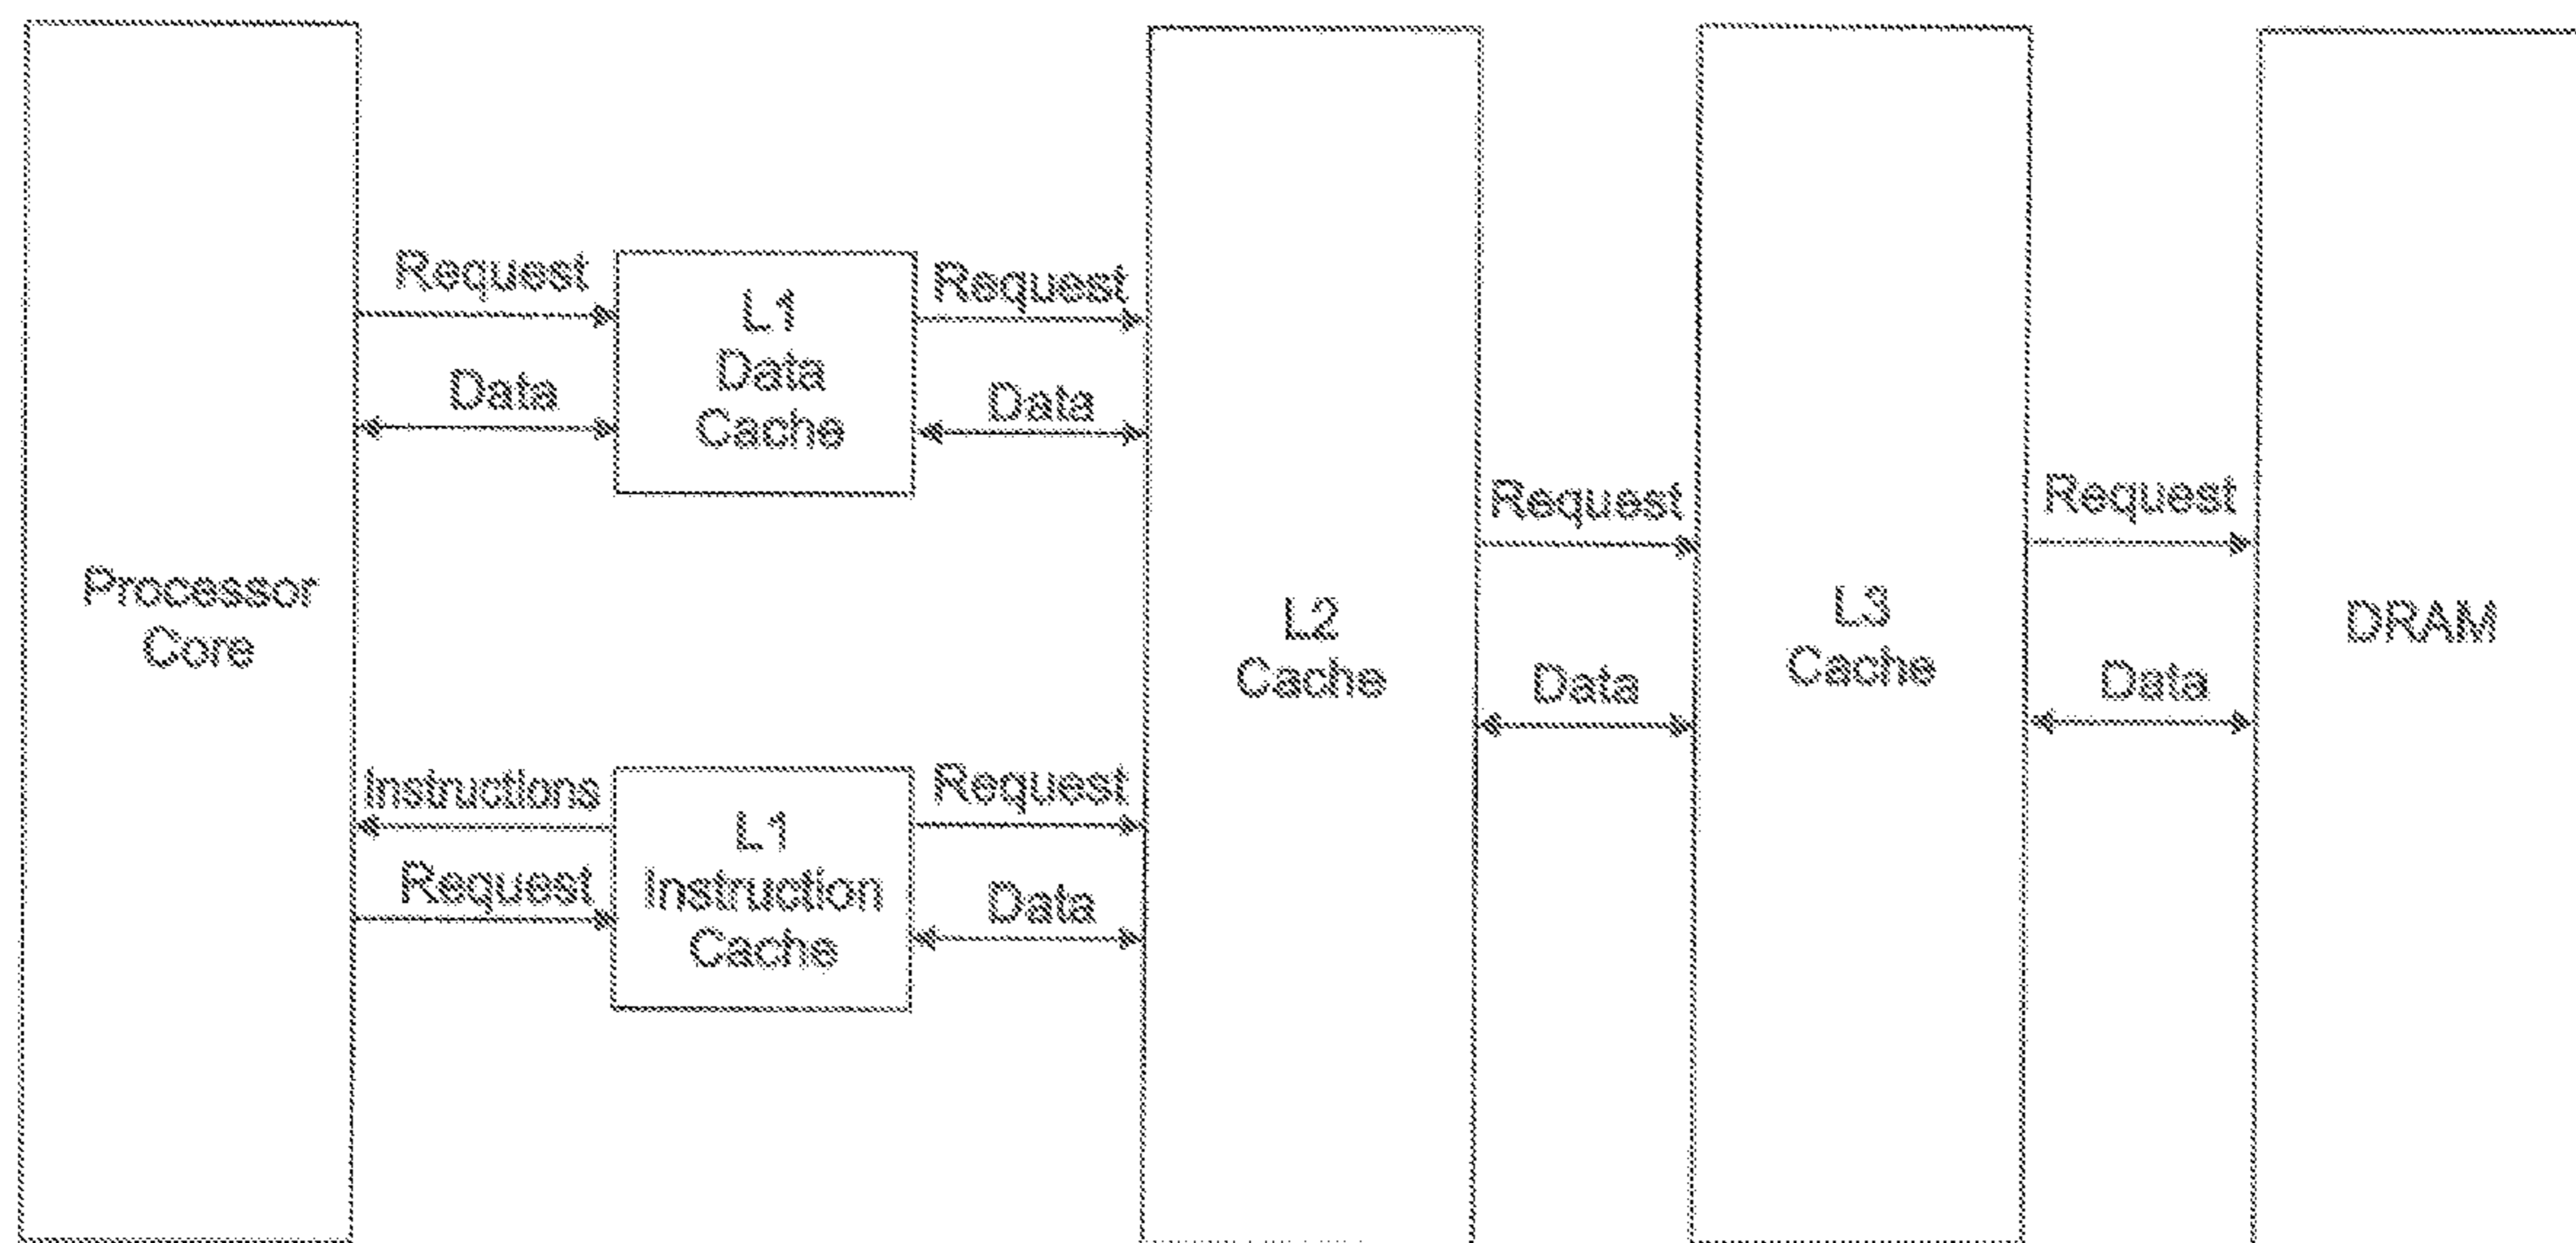 Processor
Core
Request
Data
L1
Data
Cache
Request
Data
Instructions
Request
L1
Instruction
Cache
Request
Data
L2
Cache
Request
Data
L3
Cache
Request
Data
DRAM